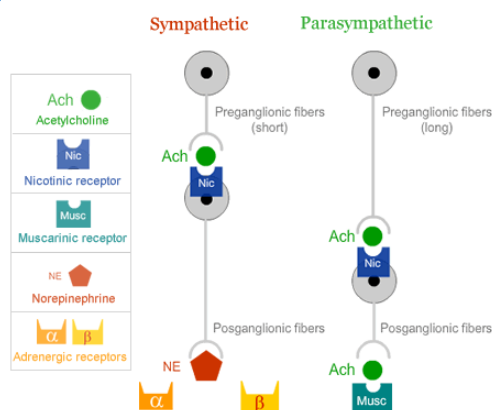 Sympathetic
Parasympathetic
Ach
Acetylcholine
Nic
Nicotinic receptor
Musc
Muscarinic receptor
NE
Norepinephrine
α β
Adrenergic receptors
Preganglionic fibers
(short)
Ach
Nic
Posganglionic fibers
NE
α
β
Preganglionic fibers
(long)
Ach
Nic
Posganglionic fibers
Ach
Musc